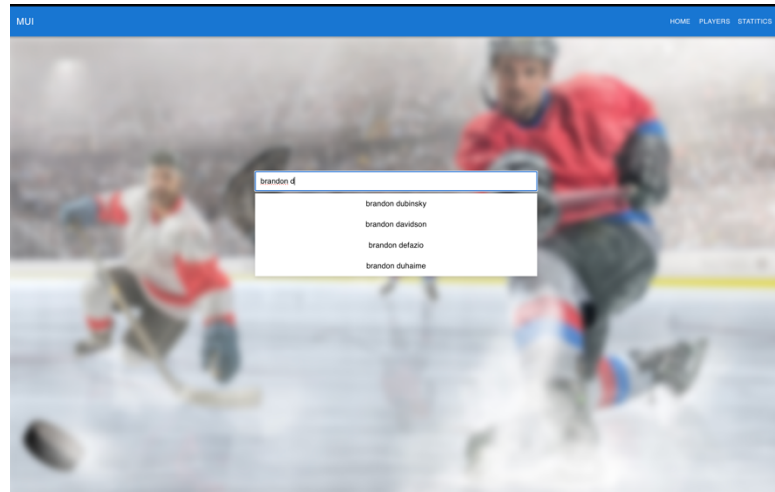 MUI
HOME PLAYERS STATITICS
brandon d
brandon dubinsky
brandon davidson
brandon defazio
brandon duhaime